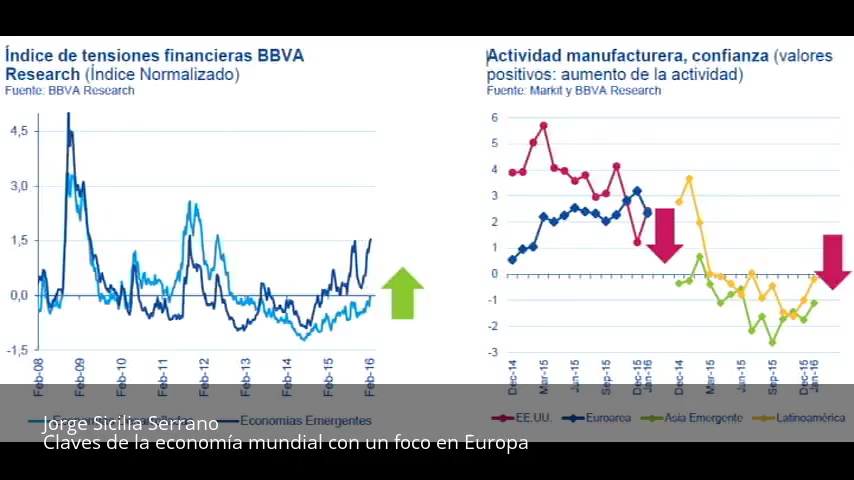 Índice de tensiones financieras BBVA
Research (Índice Normalizado)
Fuente: BBVA Research
4,5
3,0
1,5
0,0
-1,5
Feb-08
Feb-09
Feb-10
Feb-11
Feb-12
Feb-13
Feb-14
Feb-15
Feb-16
Economías Emergentes
Actividad manufacturera, confianza (valores
positivos: aumento de la actividad)
Fuente: Markit y BBVA Research
6
5
4
3
2
1
0
-1
-2
-3
Dec-14
Mar-15
Jun-15
Sep-15
Dec-15
Jan-16
Dec-14
Mar-15
Jun-15
Sep-15
Dec-15
Jan-16
EE.UU.
Euroarea
Asia Emergente
Latinoamérica
Jorge Sicilia Serrano
Claves de la economía mundial con un foco en Europa